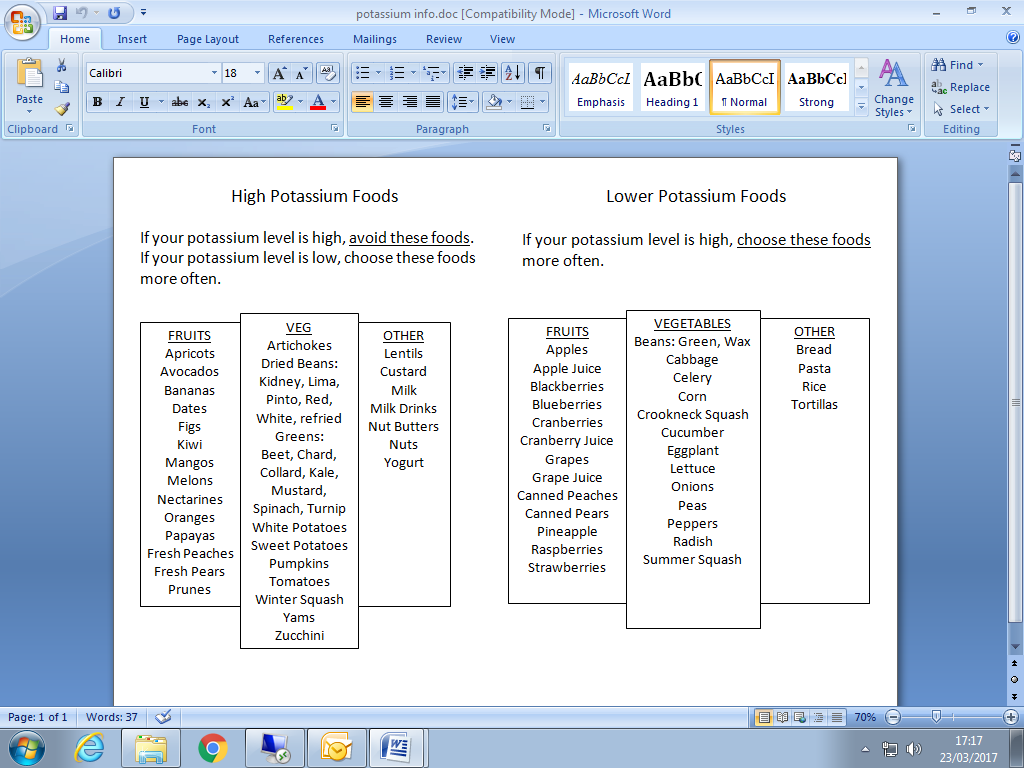 potassium info.doc [Compatibility Mode] - Microsoft Word
Home Insert Page Layout References Mailings Review View
Paste
Clipboard
Calibri 18
B I U abc X₂ X² Aa
Font
Paragraph
AaBbCcI AaBbC AaBbCcI AaBbCcI
Emphasis Heading 1 ¶ Normal Strong
Change
Styles
Styles
Find
Replace
Select
Editing
High Potassium Foods
If your potassium level is high, avoid these foods.
If your potassium level is low, choose these foods
more often.
FRUITS
Apricots
Avocados
Bananas
Dates
Figs
Kiwi
Mangos
Melons
Nectarines
Oranges
Papayas
Fresh Peaches
Fresh Pears
Prunes
VEG
Artichokes
Dried Beans:
Kidney, Lima,
Pinto, Red,
White, refried
Greens:
Beet, Chard,
Collard, Kale,
Mustard,
Spinach, Turnip
White Potatoes
Sweet Potatoes
Pumpkins
Tomatoes
Winter Squash
Yams
Zucchini
OTHER
Lentils
Custard
Milk
Milk Drinks
Nut Butters
Nuts
Yogurt
Lower Potassium Foods
If your potassium level is high, choose these foods
more often.
FRUITS
Apples
Apple Juice
Blackberries
Blueberries
Cranberries
Cranberry Juice
Grapes
Grape Juice
Canned Peaches
Canned Pears
Pineapple
Raspberries
Strawberries
VEGETABLES
Beans: Green, Wax
Cabbage
Celery
Corn
Crookneck Squash
Cucumber
Eggplant
Lettuce
Onions
Peas
Peppers
Radish
Summer Squash
OTHER
Bread
Pasta
Rice
Tortillas
Page: 1 of 1 Words: 37
70%
17:17
23/03/2017